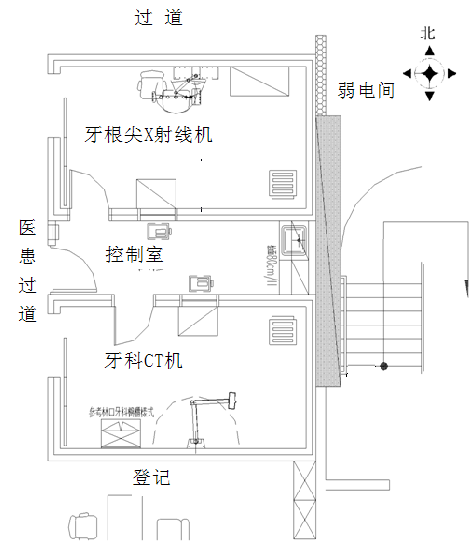 过 道
北
弱电间
牙根尖X射线机
医患过道
控制室
牙科CT机
登记